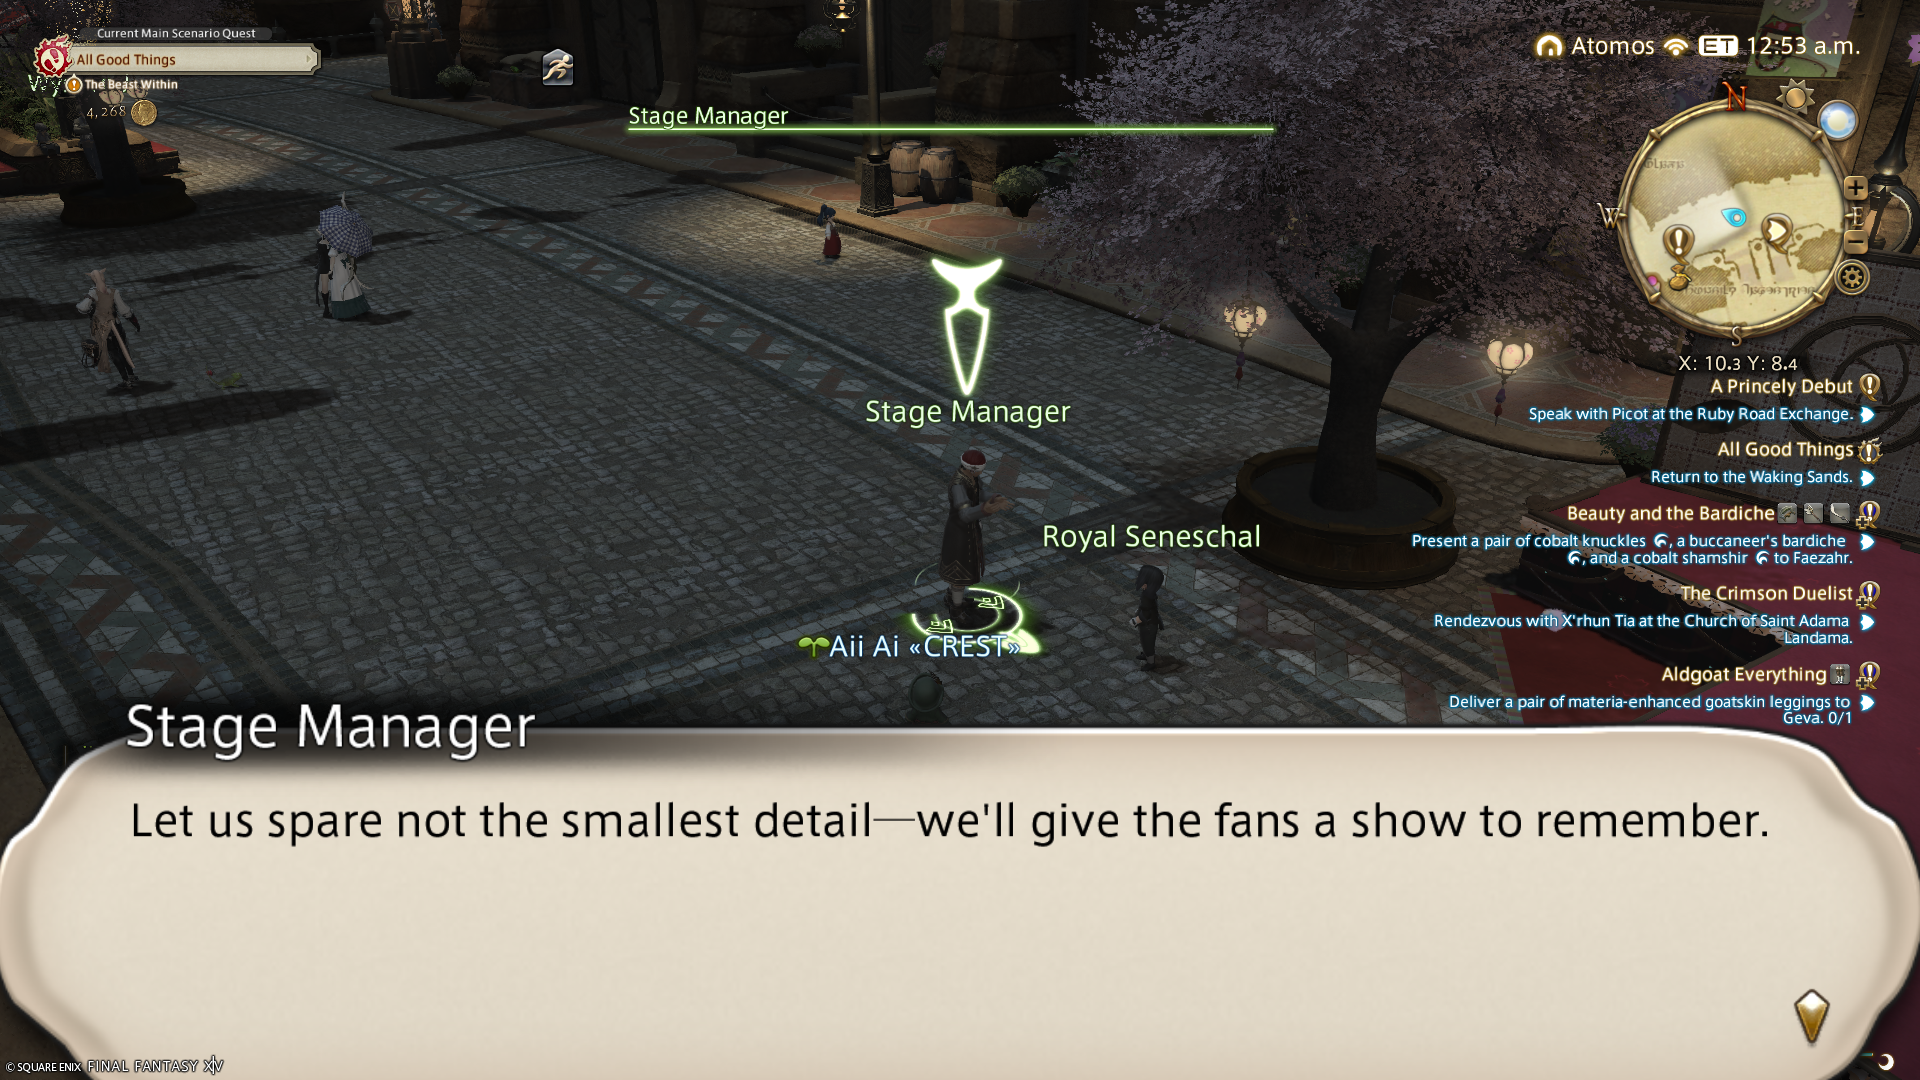 Current Main Scenario Quest
All Good Things
The Beast Within
4,268
Atomos ET 12:53 a.m.
Stage Manager
N
W
E
S
X: 10.3 Y: 8.4
A Princely Debut
Speak with Picot at the Ruby Road Exchange.
All Good Things
Return to the Waking Sands.
Beauty and the Bardiche
Present a pair of cobalt knuckles , a buccaneer's bardiche
, and a cobalt shamshir to Faezahr.
The Crimson Duelist
Rendezvous with X'rhun Tia at the Church of Saint Adama
Landama.
Aldgoat Everything
Deliver a pair of materia-enhanced goatskin leggings to
Geva. 0/1
Stage Manager
Royal Seneschal
Aii Ai «CREST»
Stage Manager
Let us spare not the smallest detail—we'll give the fans a show to remember.
© SQUARE ENIX FINAL FANTASY XIV